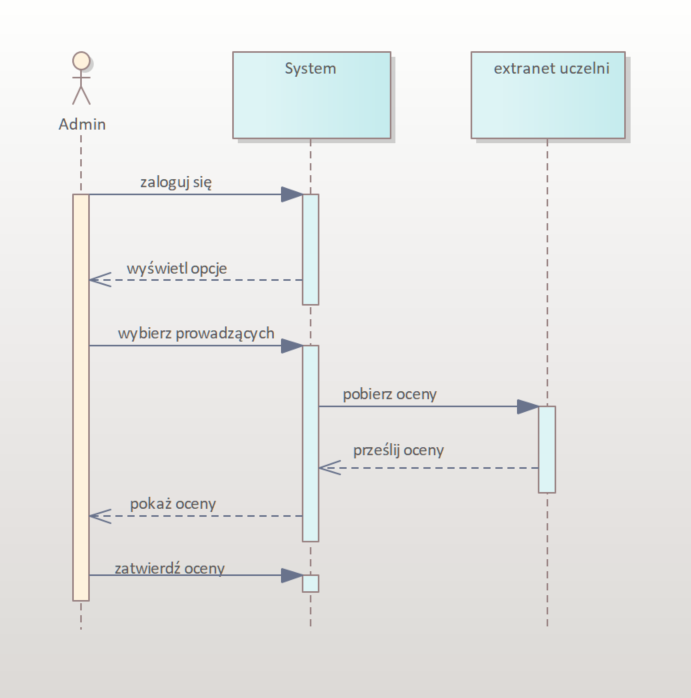 System
extranet uczelni
Admin
zaloguj się
wyświetl opcje
wybierz prowadzących
pobierz oceny
prześlij oceny
pokaż oceny
zatwierdź oceny